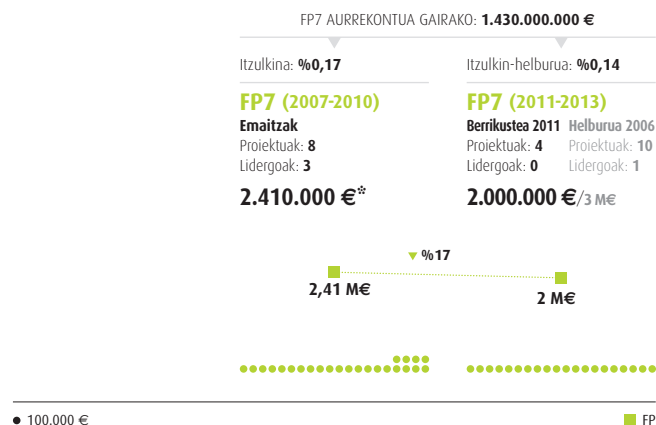 FP7 AURREKONTUA GAIRAKO: 1.430.000.000 €
Itzulkina: %0,17
FP7 (2007-2010)
Emaitzak
Proiektuak: 8
Lidergoak: 3
2.410.000 €*
Itzulkin-helburua: %0,14
FP7 (2011-2013)
Berrikustea 2011 Helburua 2006
Proiektuak: 4 Proiektuak: 10
Lidergoak: 0 Lidergoak: 1
2.000.000 €/3 M€
%17
2,41 M€
2 M€
100.000 €
FP